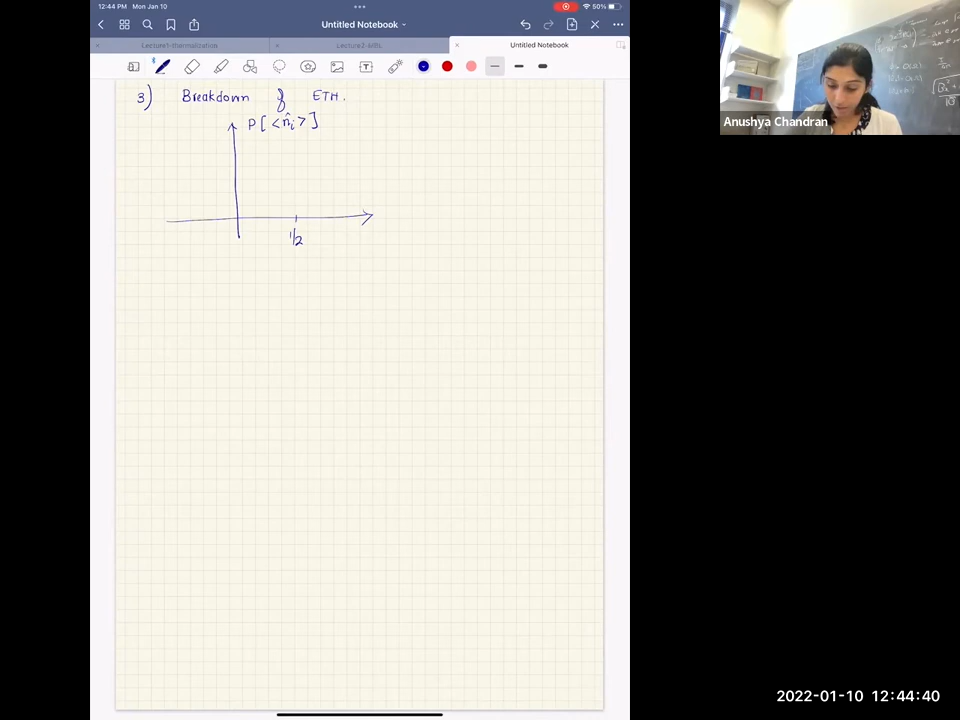 12:44 PM Mon Jan 10
50%
Untitled Notebook
Lecture1-thermalization
Lecture2-MBL
Untitled Notebook
3) Breakdown of ETH.
P[<n̂ᵢ>]
1/2
Anushya Chandran
2022-01-10 12:44:40